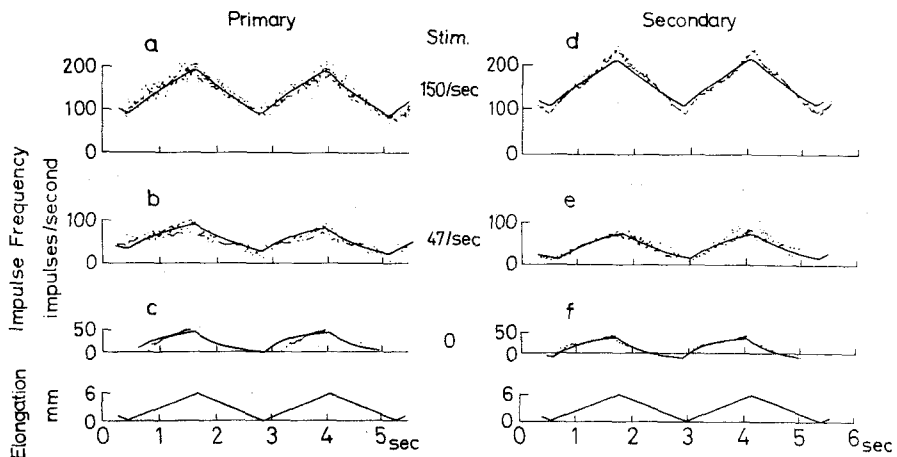 Primary
Secondary
Stim.
a
d
200
100
0
150/sec
200
100
0
b
e
100
0
47/sec
100
0
c
f
50
0
0
50
0
6
0
6
0
1 2 3 4 5 sec
0 1 2 3 4 5 6 sec
Impulse Frequency
impulses/second
Elongation
mm